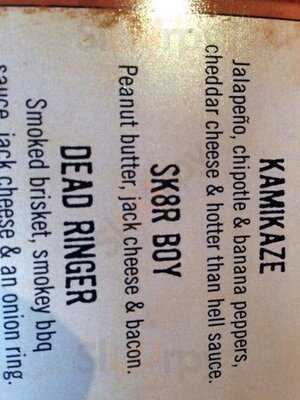 KAMIKAZE
Jalapeño, chipotle & banana peppers,
cheddar cheese & hotter than hell sauce.
SK8R BOY
Peanut butter, jack cheese & bacon.
DEAD RINGER
Smoked brisket, smokey bbq
sauce, jack cheese & an onion ring.